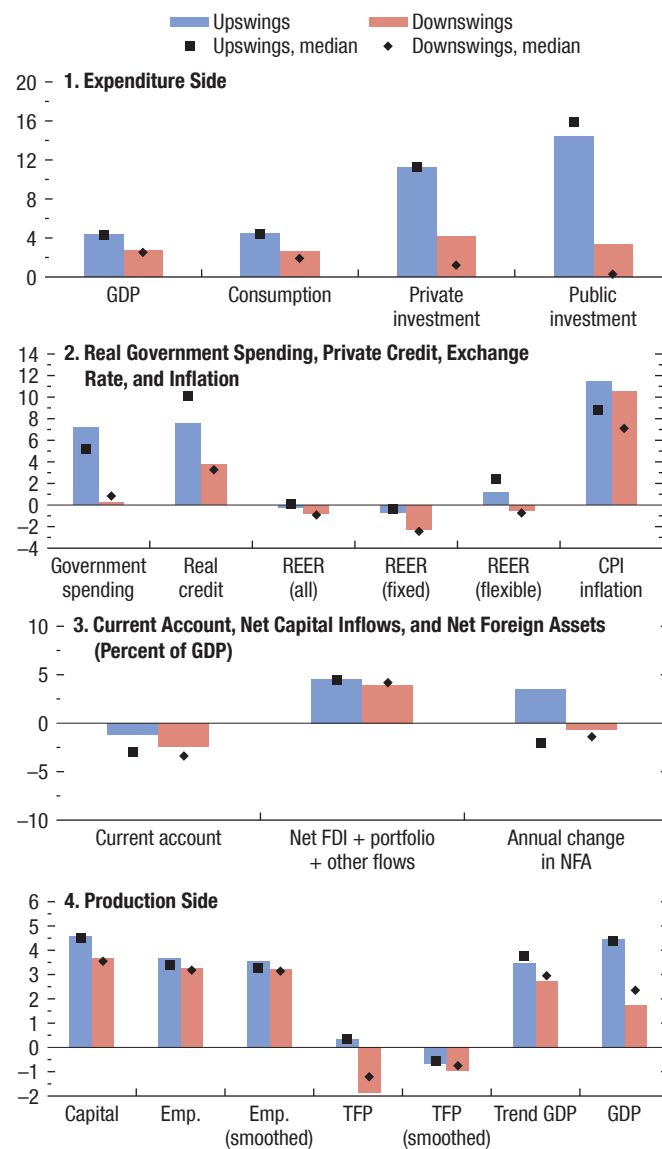 Upswings Downswings
Upswings, median Downswings, median
1. Expenditure Side
20
16
12
8
4
0
GDP Consumption Private investment Public investment
2. Real Government Spending, Private Credit, Exchange
Rate, and Inflation
14
12
10
8
6
4
2
0
–2
–4
Government spending Real credit REER (all) REER (fixed) REER (flexible) CPI inflation
3. Current Account, Net Capital Inflows, and Net Foreign Assets
(Percent of GDP)
10
5
0
–5
–10
Current account Net FDI + portfolio + other flows Annual change in NFA
4. Production Side
6
5
4
3
2
1
0
–1
–2
Capital Emp. Emp. (smoothed) TFP TFP (smoothed) Trend GDP GDP